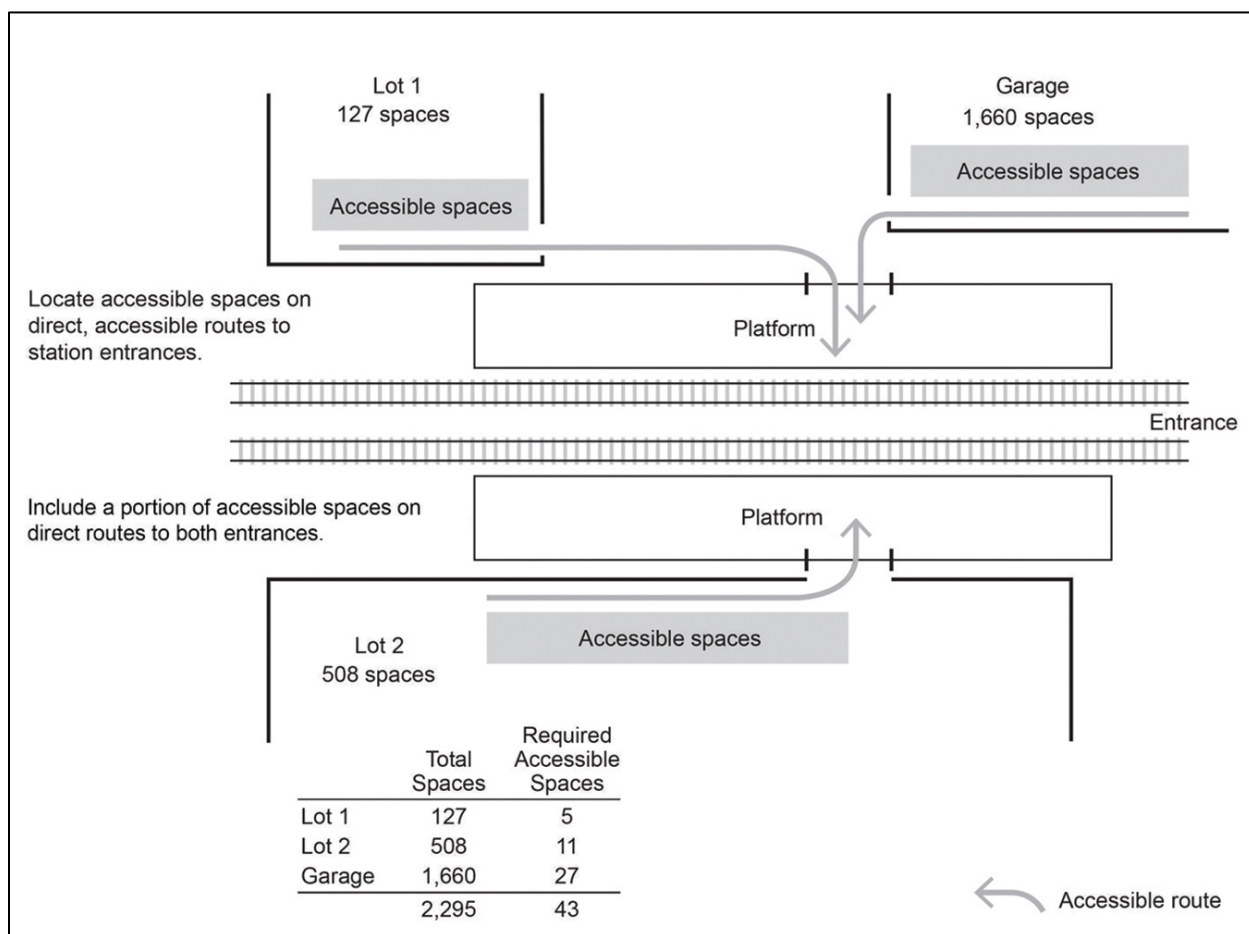 Lot 1
127 spaces
Garage
1,660 spaces
Accessible spaces
Accessible spaces
Locate accessible spaces on
direct, accessible routes to
station entrances.
Platform
Entrance
Include a portion of accessible spaces on
direct routes to both entrances.
Platform
Accessible spaces
Lot 2
508 spaces
Total
Spaces
Required
Accessible
Spaces
Lot 1 127 5
Lot 2 508 11
Garage 1,660 27
2,295 43
Accessible route